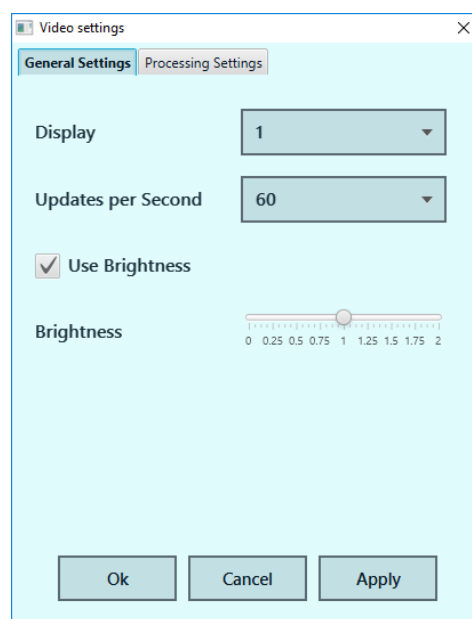 Video settings
General Settings Processing Settings
Display 1
Updates per Second 60
Use Brightness
Brightness
0 0.25 0.5 0.75 1 1.25 1.5 1.75 2
Ok Cancel Apply